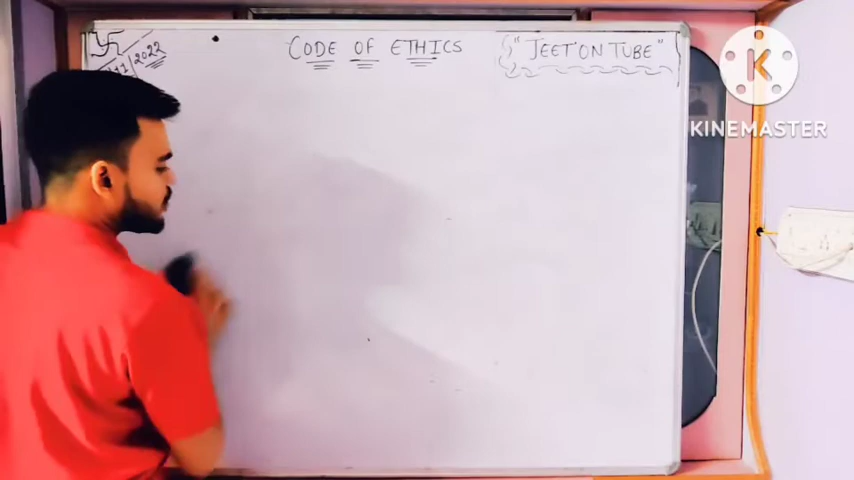 2022
CODE OF ETHICS
"JEET'ON TUBE"
K
KINEMASTER